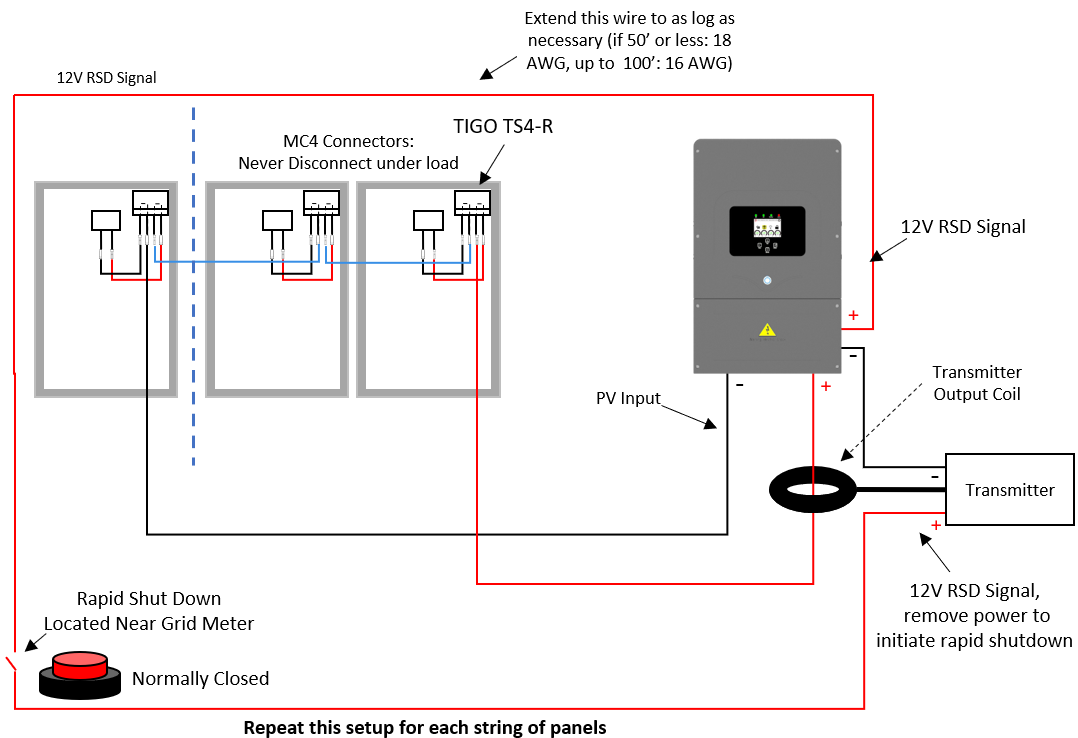 Extend this wire to as log as
necessary (if 50’ or less: 18
AWG, up to 100’: 16 AWG)
12V RSD Signal
TIGO TS4-R
MC4 Connectors:
Never Disconnect under load
12V RSD Signal
+
-
Transmitter
Output Coil
-
+
PV Input
-
Transmitter
+
12V RSD Signal,
remove power to
initiate rapid shutdown
Rapid Shut Down
Located Near Grid Meter
Normally Closed
Repeat this setup for each string of panels